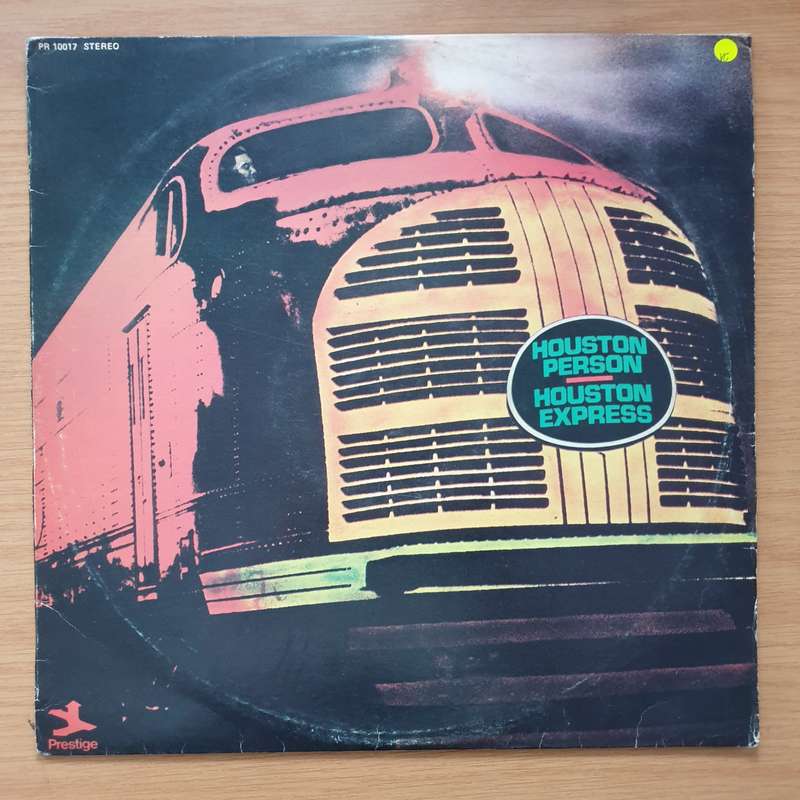 PR 10017 STEREO
HOUSTON
PERSON
HOUSTON
EXPRESS
Prestige